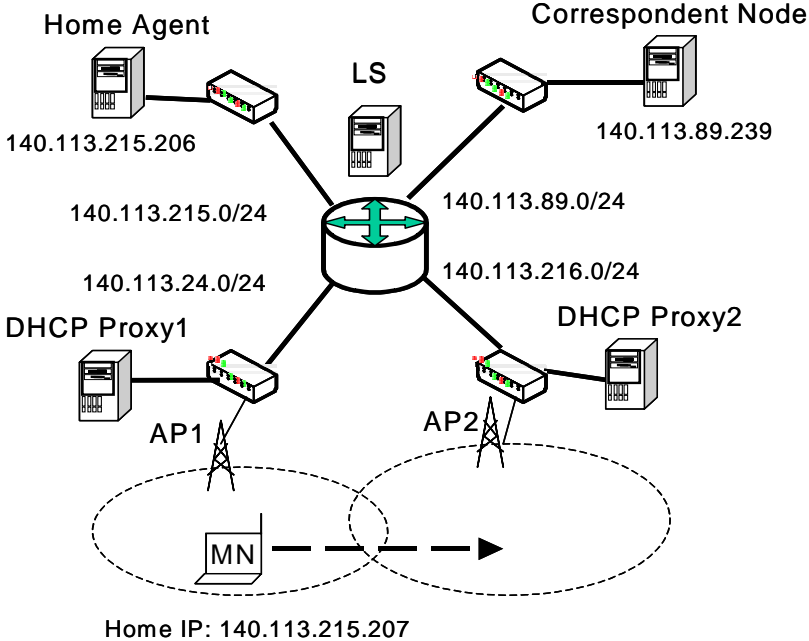 Home Agent
Correspondent Node
LS
140.113.215.206
140.113.89.239
140.113.215.0/24
140.113.89.0/24
140.113.24.0/24
140.113.216.0/24
DHCP Proxy1
DHCP Proxy2
AP1
AP2
MN
Home IP: 140.113.215.207